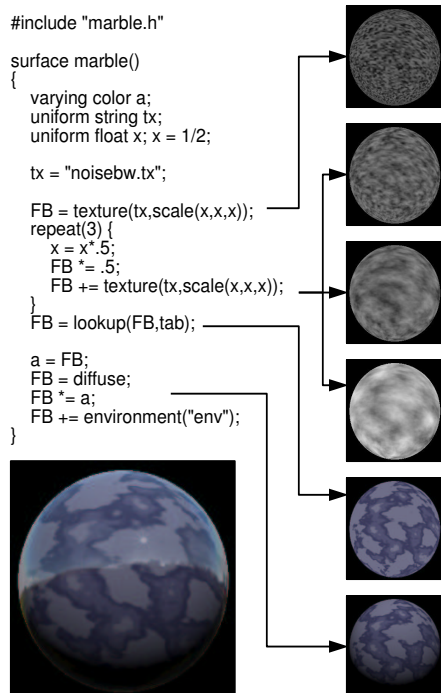 #include "marble.h"
surface marble()
{
varying color a;
uniform string tx;
uniform float x; x = 1/2;
tx = "noisebw.tx";
FB = texture(tx,scale(x,x,x));
repeat(3) {
x = x*.5;
FB *= .5;
FB += texture(tx,scale(x,x,x));
}
FB = lookup(FB,tab);
a = FB;
FB = diffuse;
FB *= a;
FB += environment("env");
}